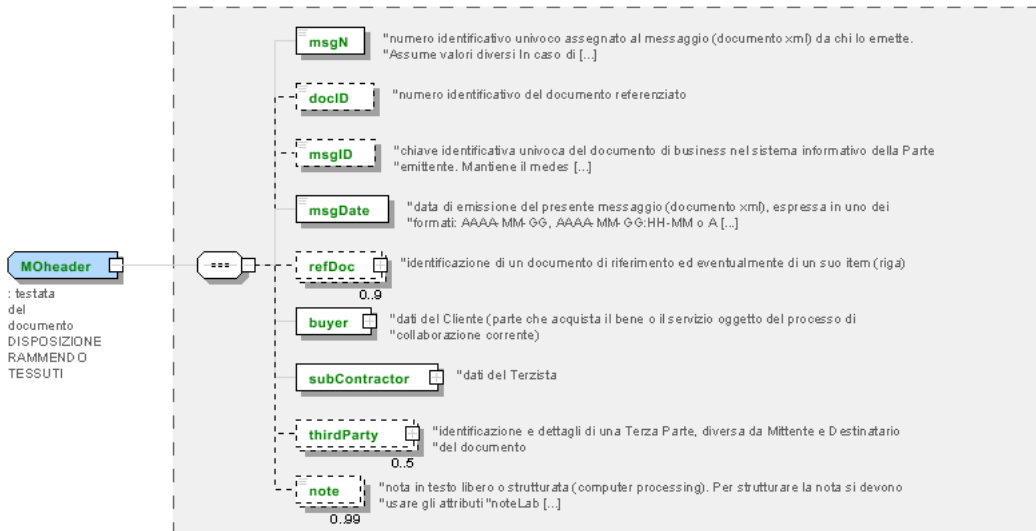 msgN
"numero identificativo univoco assegnato al messaggio (documento xml) da chi lo emette.
"Assume valori diversi In caso di [...]
docID
"numero identificativo del documento referenziato
msgID
"chiave identificativa univoca del documento di business nel sistema informativo della Parte
"emittente. Mantiene il medes [...]
msgDate
"data di emissione del presente messaggio (documento xml), espressa in uno dei
"formati: AAAA-MM-GG, AAAA-MM-GG:HH-MM o A [...]
MOheader
: testata
del
documento
DISPOSIZIONE
RAMMENDO
TESSUTI
refDoc
"identificazione di un documento di riferimento ed eventualmente di un suo item (riga)
0..9
buyer
"dati del Cliente (parte che acquista il bene o il servizio oggetto del processo di
"collaborazione corrente)
subContractor
"dati del Terzista
thirdParty
"identificazione e dettagli di una Terza Parte, diversa da Mittente e Destinatario
"del documento
0..5
note
"nota in testo libero o strutturata (computer processing). Per strutturare la nota si devono
"usare gli attributi "noteLab [...]
0..99